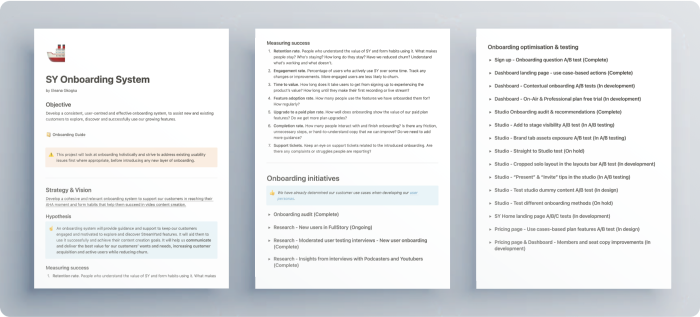 SY Onboarding System
by Oriane Sitoglia
Objective
Develop a consistent, user-centred and effective onboarding system, to assist new and existing
customers to explore, discover and successfully use our growing features.
Onboarding Guide
This project will look at onboarding individually and strive to address existing usability
issues first where appropriate, before introducing any new layer of onboarding.
Strategy & Vision
Develop a cohesive and relevant onboarding system to support our customers in reaching their
moment and form habits that help them succeed in video content creation.
Hypothesis
An onboarding system will provide guidance and support to keep our customers
engaged and motivated to explore and discover StreamYard features. It will aid them to
use it successfully and achieve their content creation goals. It will help us communicate
and deliver the best value for our customers' wants and needs, increasing customer
acquisition and active users while reducing churn.
Measuring success
1. Retention rate. People who understand the value of SY and form habits using it. What makes
Measuring success
1. Retention rate. People who understand the value of SY and form habits using it. What makes
people stay? Who's staying? How long do they stay? Have we reduced churn? Understand
what's working and what doesn't.
2. Engagement rate. Percentage of users who actively use SY over some time. Track any
changes or improvements. More engaged users are less likely to churn.
3. Time to value. How long does it take users to get from signing up to experiencing the
product's value? How long until they make their first recording or live stream?
4. Feature adoption rate. How many people use the features we have onboarded them for?
How regularly?
5. Upgrade to a paid plan rate. How well does onboarding show the value of our paid plan
features? Do we get more plan upgrades?
6. Completion rate. How many people interact with and finish onboarding? Is there any friction,
unnecessary steps, or hard-to-understand copy that we can improve? Do we need to add
more guidance?
7. Support tickets. Keep an eye on support tickets related to the introduced onboarding. Are
there any complaints or struggles people are reporting?
Onboarding initiatives
We have already determined our customer use cases when developing our
Onboarding audit (Complete)
Research - New users in FullStory (Ongoing)
Research - Moderated user testing interviews - New user onboarding
(Complete)
Research - Insights from interviews with Podcasters and Youtubers
(Complete)
Onboarding optimisation & testing
Sign up - Onboarding question A/B test (Complete)
Dashboard landing page - use case-based actions (Complete)
Dashboard - Contextual onboarding A/B tests (In development)
Dashboard - On-Air & Professional plan free trial (In development)
Studio Onboarding audit & recommendations (Complete)
Studio - Add to stage visibility A/B test (In A/B testing)
Studio - Brand tab assets exposure A/B test (In A/B testing)
Studio - Straight to Studio test (On hold)
Studio - Cropped solo layout in the layouts bar A/B test (In development)
Studio - "Present" & "Invite" tips in the studio (In A/B testing)
Studio - Test studio dummy content A/B test (In design)
Studio - Test different onboarding methods (On hold)
SY Home landing page A/B/C tests (In development)
Pricing page - Use cases-based plan features A/B test (In design)
Pricing page & Dashboard - Members and seat copy improvements (In
development)